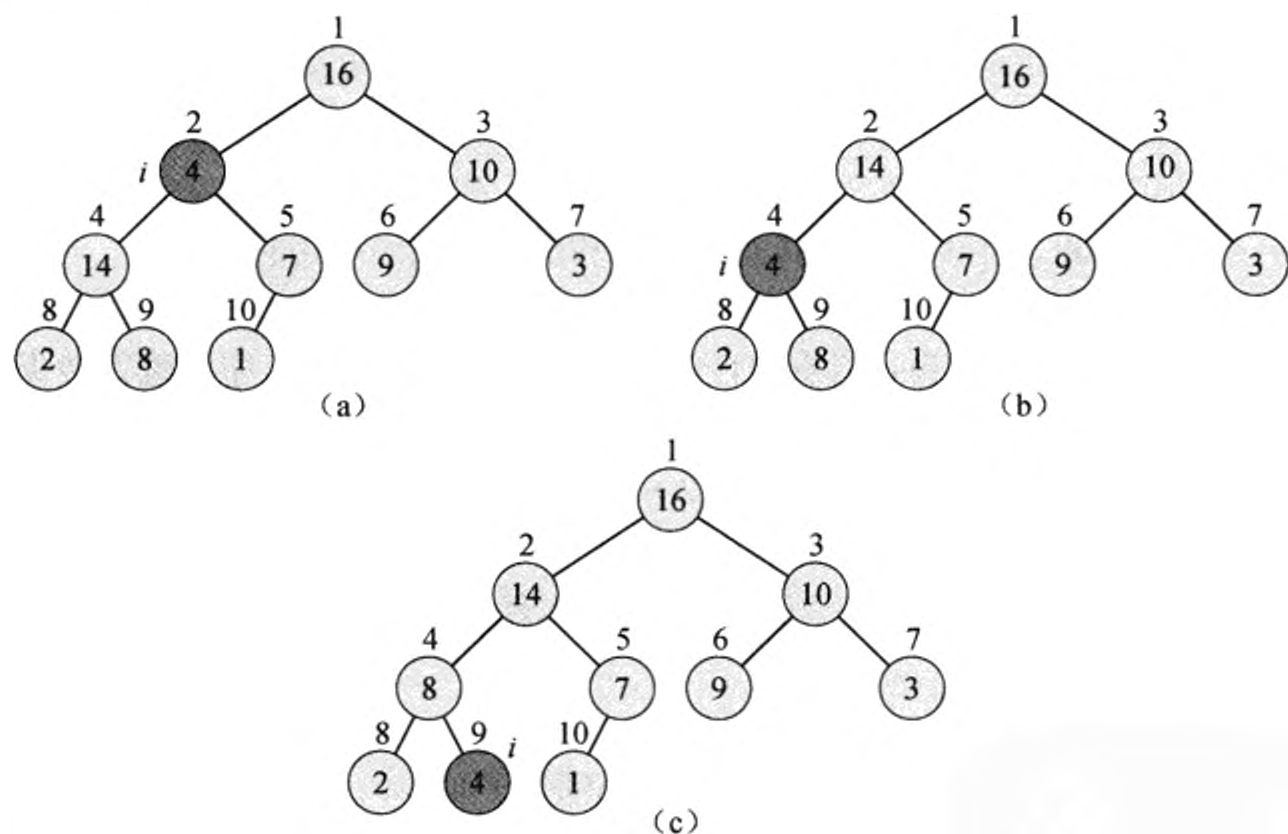 1 1
16 16
2 3 2 3
i 4 10 14 10
4 5 6 7 4 5 6 7
14 7 9 3 i 4 7 9 3
8 9 10 8 9 10
2 8 1 2 8 1
(a) (b)
1
16
2 3
14 10
4 5 6 7
8 7 9 3
8 9 i 10
2 4 1
(c)